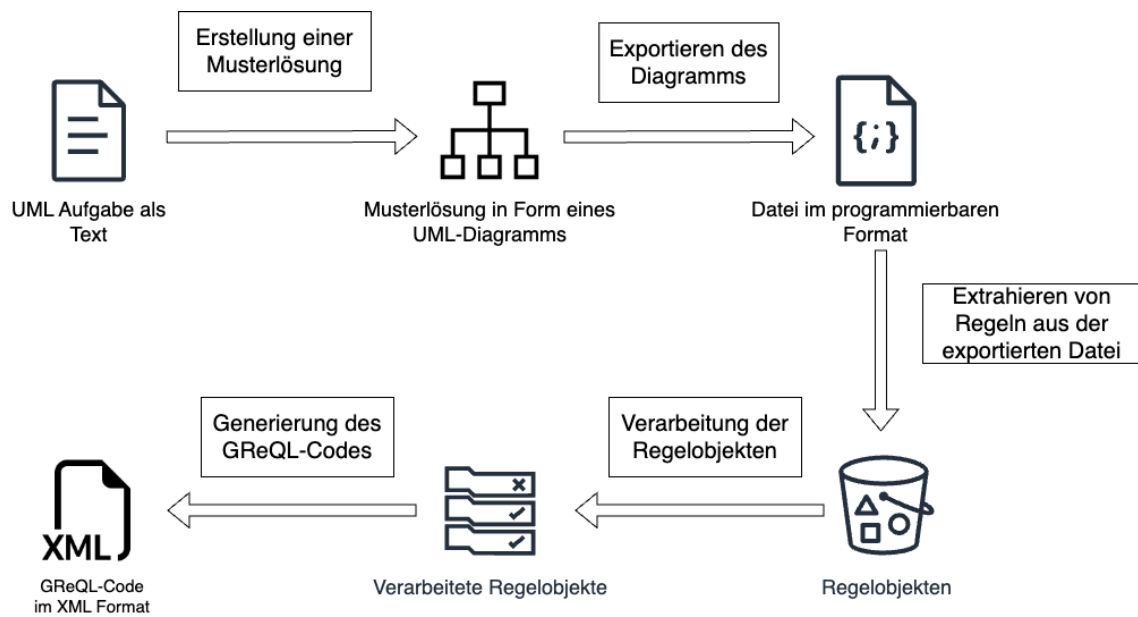 Erstellung einer
Musterlösung
Exportieren des
Diagramms
{;}
UML Aufgabe als
Text
Musterlösung in Form eines
UML-Diagramms
Datei im programmierbaren
Format
Extrahieren von
Regeln aus der
exportierten Datei
Generierung des
GReQL-Codes
Verarbeitung der
Regelobjekten
XML
GReQL-Code
im XML Format
Verarbeitete Regelobjekte
Regelobjekten